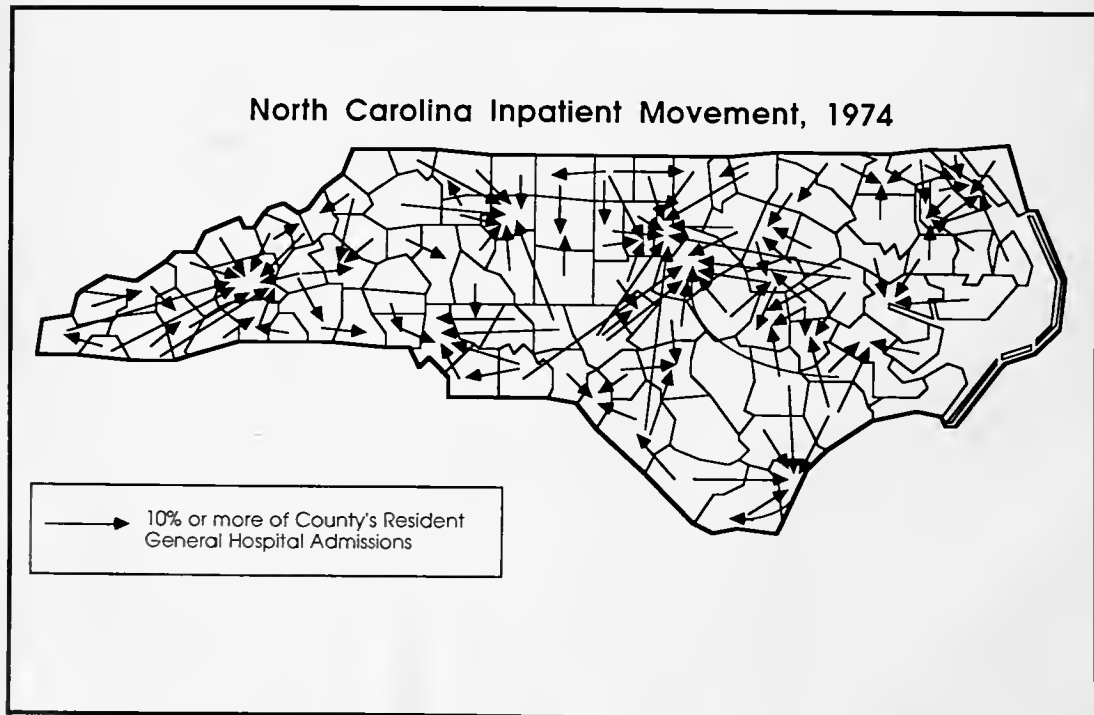 North Carolina Inpatient Movement, 1974
10% or more of County's Resident
General Hospital Admissions